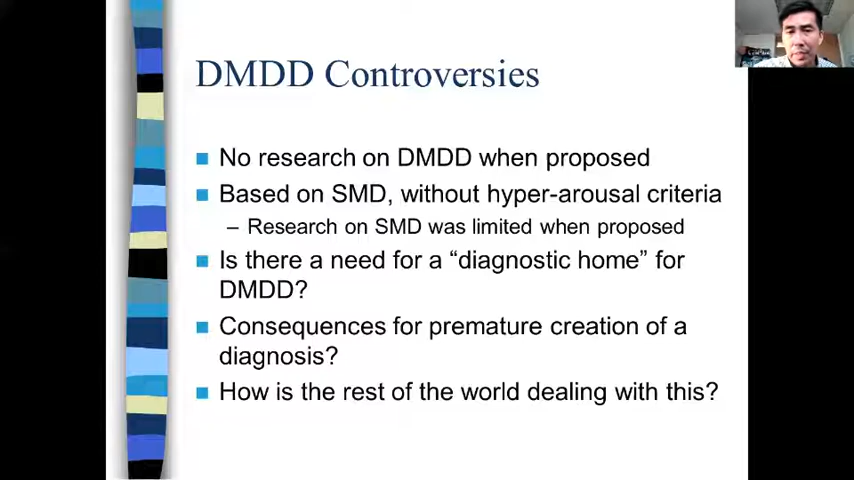 DMDD Controversies
■ No research on DMDD when proposed
■ Based on SMD, without hyper-arousal criteria
– Research on SMD was limited when proposed
■ Is there a need for a “diagnostic home” for
DMDD?
■ Consequences for premature creation of a
diagnosis?
■ How is the rest of the world dealing with this?